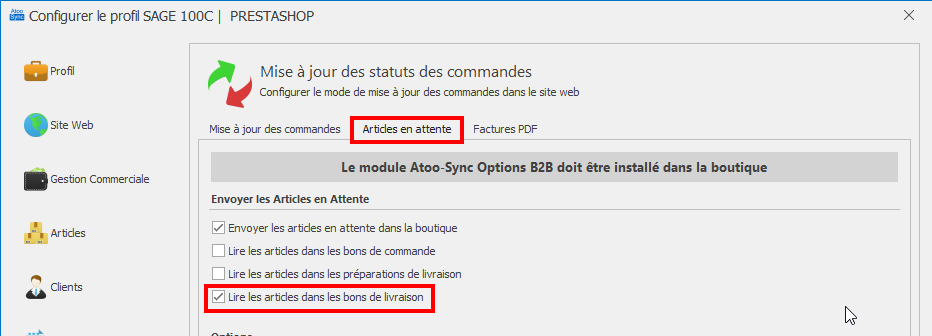 Atoo
Sync
Configurer le profil SAGE 100C | PRESTASHOP
Profil
Site Web
Gestion Commerciale
Articles
Clients
Mise à jour des statuts des commandes
Configurer le mode de mise à jour des commandes dans le site web
Mise à jour des commandes Articles en attente Factures PDF
Le module Atoo-Sync Options B2B doit être installé dans la boutique
Envoyer les Articles en Attente
Envoyer les articles en attente dans la boutique
Lire les articles dans les bons de commande
Lire les articles dans les préparations de livraison
Lire les articles dans les bons de livraison